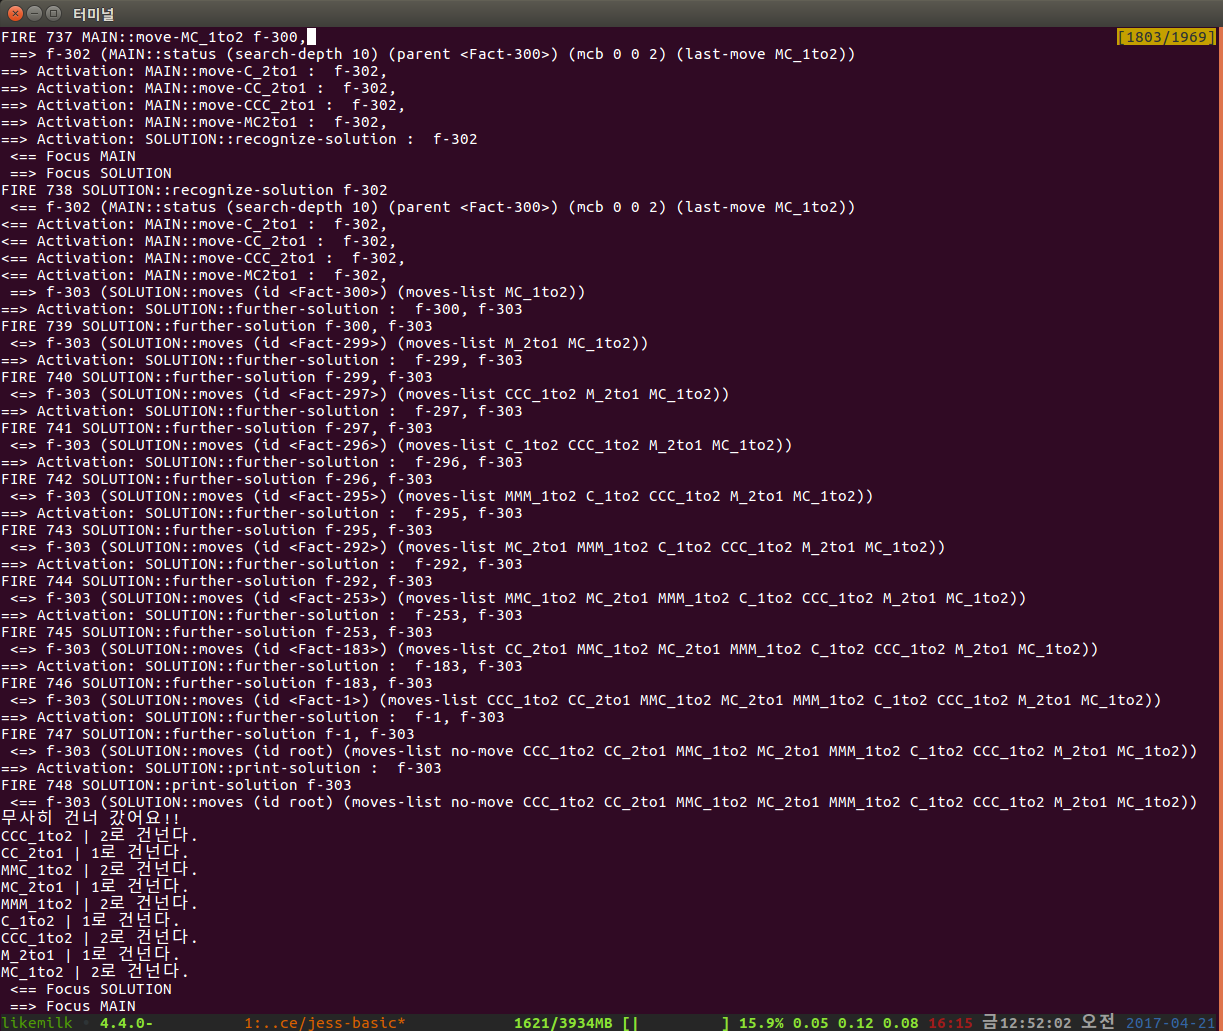 터미널
FIRE 737 MAIN::move-MC_1to2 f-300, [1803/1969]
 ==> f-302 (MAIN::status (search-depth 10) (parent <Fact-300>) (mcb 0 0 2) (last-move MC_1to2))
==> Activation: MAIN::move-C_2to1 :  f-302,
==> Activation: MAIN::move-CC_2to1 :  f-302,
==> Activation: MAIN::move-CCC_2to1 :  f-302,
==> Activation: MAIN::move-MC2to1 :  f-302,
==> Activation: SOLUTION::recognize-solution :  f-302
 <== Focus MAIN
 ==> Focus SOLUTION
FIRE 738 SOLUTION::recognize-solution f-302
 <== f-302 (MAIN::status (search-depth 10) (parent <Fact-300>) (mcb 0 0 2) (last-move MC_1to2))
<== Activation: MAIN::move-C_2to1 :  f-302,
<== Activation: MAIN::move-CC_2to1 :  f-302,
<== Activation: MAIN::move-CCC_2to1 :  f-302,
<== Activation: MAIN::move-MC2to1 :  f-302,
 ==> f-303 (SOLUTION::moves (id <Fact-300>) (moves-list MC_1to2))
==> Activation: SOLUTION::further-solution :  f-300, f-303
FIRE 739 SOLUTION::further-solution f-300, f-303
 <=> f-303 (SOLUTION::moves (id <Fact-299>) (moves-list M_2to1 MC_1to2))
==> Activation: SOLUTION::further-solution :  f-299, f-303
FIRE 740 SOLUTION::further-solution f-299, f-303
 <=> f-303 (SOLUTION::moves (id <Fact-297>) (moves-list CCC_1to2 M_2to1 MC_1to2))
==> Activation: SOLUTION::further-solution :  f-297, f-303
FIRE 741 SOLUTION::further-solution f-297, f-303
 <=> f-303 (SOLUTION::moves (id <Fact-296>) (moves-list C_1to2 CCC_1to2 M_2to1 MC_1to2))
==> Activation: SOLUTION::further-solution :  f-296, f-303
FIRE 742 SOLUTION::further-solution f-296, f-303
 <=> f-303 (SOLUTION::moves (id <Fact-295>) (moves-list MMM_1to2 C_1to2 CCC_1to2 M_2to1 MC_1to2))
==> Activation: SOLUTION::further-solution :  f-295, f-303
FIRE 743 SOLUTION::further-solution f-295, f-303
 <=> f-303 (SOLUTION::moves (id <Fact-292>) (moves-list MC_2to1 MMM_1to2 C_1to2 CCC_1to2 M_2to1 MC_1to2))
==> Activation: SOLUTION::further-solution :  f-292, f-303
FIRE 744 SOLUTION::further-solution f-292, f-303
 <=> f-303 (SOLUTION::moves (id <Fact-253>) (moves-list MMC_1to2 MC_2to1 MMM_1to2 C_1to2 CCC_1to2 M_2to1 MC_1to2))
==> Activation: SOLUTION::further-solution :  f-253, f-303
FIRE 745 SOLUTION::further-solution f-253, f-303
 <=> f-303 (SOLUTION::moves (id <Fact-183>) (moves-list CC_2to1 MMC_1to2 MC_2to1 MMM_1to2 C_1to2 CCC_1to2 M_2to1 MC_1to2))
==> Activation: SOLUTION::further-solution :  f-183, f-303
FIRE 746 SOLUTION::further-solution f-183, f-303
 <=> f-303 (SOLUTION::moves (id <Fact-1>) (moves-list CCC_1to2 CC_2to1 MMC_1to2 MC_2to1 MMM_1to2 C_1to2 CCC_1to2 M_2to1 MC_1to2))
==> Activation: SOLUTION::further-solution :  f-1, f-303
FIRE 747 SOLUTION::further-solution f-1, f-303
 <=> f-303 (SOLUTION::moves (id root) (moves-list no-move CCC_1to2 CC_2to1 MMC_1to2 MC_2to1 MMM_1to2 C_1to2 CCC_1to2 M_2to1 MC_1to2))
==> Activation: SOLUTION::print-solution :  f-303
FIRE 748 SOLUTION::print-solution f-303
 <== f-303 (SOLUTION::moves (id root) (moves-list no-move CCC_1to2 CC_2to1 MMC_1to2 MC_2to1 MMM_1to2 C_1to2 CCC_1to2 M_2to1 MC_1to2))
무사히 건너 갔어요!!
CCC_1to2 | 2로 건넌다.
CC_2to1 | 1로 건넌다.
MMC_1to2 | 2로 건넌다.
MC_2to1 | 1로 건넌다.
MMM_1to2 | 2로 건넌다.
C_1to2 | 1로 건넌다.
CCC_1to2 | 2로 건넌다.
M_2to1 | 1로 건넌다.
MC_1to2 | 2로 건넌다.
 <== Focus SOLUTION
 ==> Focus MAIN
likemilk 4.4.0- 1:..ce/jess-basic* 1621/3934MB [| ] 15.9% 0.05 0.12 0.08 16:15 금12:52:02 오전 2017-04-21